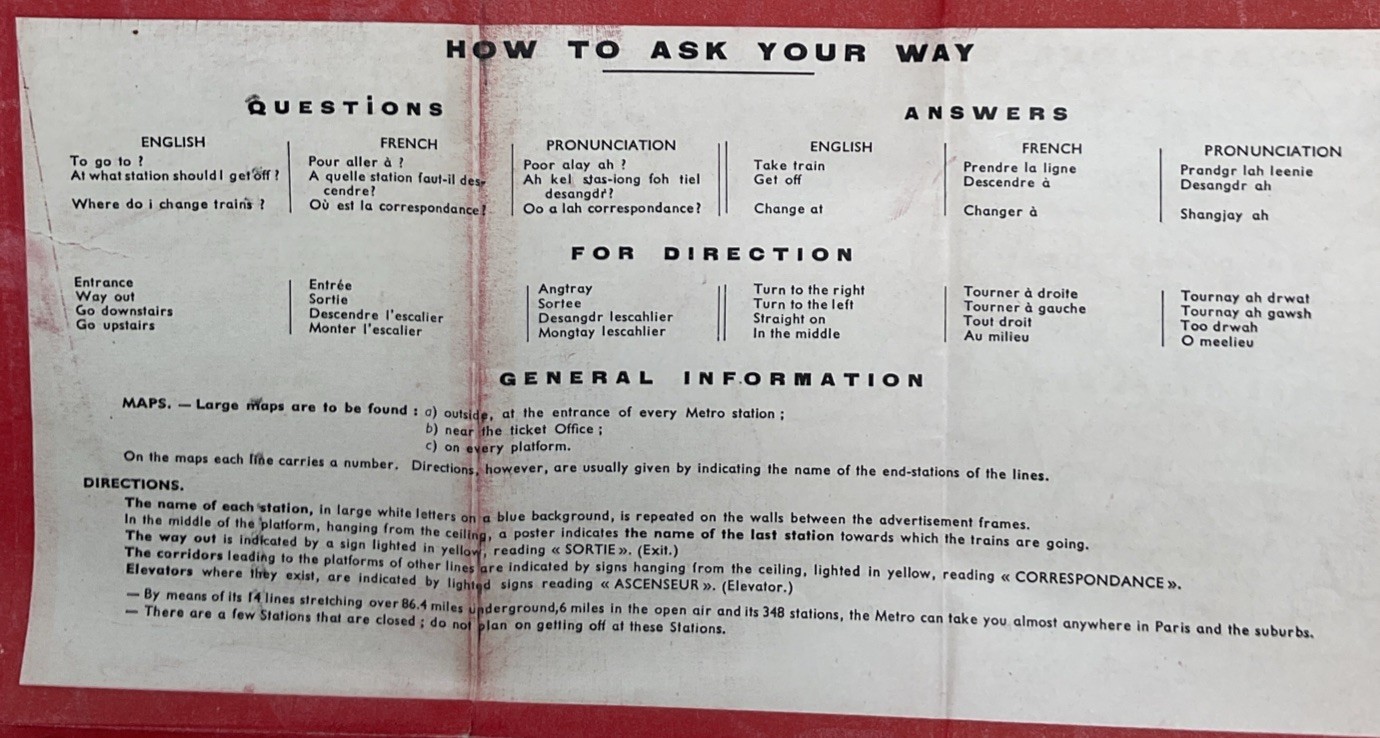 HOW TO ASK YOUR WAY
QUESTIONS
ENGLISH FRENCH PRONUNCIATION
To go to ? Pour aller à ? Poor alay ah ?
At what station should I get off ? A quelle station faut-il des- Ah kel stas-iong foh tiel
cendre? desangdr?
Where do i change trains ? Où est la correspondance? Oo a lah correspondance?
ANSWERS
ENGLISH FRENCH PRONUNCIATION
Take train Prendre la ligne Prandgr lah leenie
Get off Descendre à Desangdr ah
Change at Changer à Shangjay ah
FOR DIRECTION
Entrance Entrée Angtray
Way out Sortie Sortee
Go downstairs Descendre l'escalier Desangdr lescahlier
Go upstairs Monter l'escalier Mongtay lescahlier
Turn to the right Tourner à droite Tournay ah drwat
Turn to the left Tourner à gauche Tournay ah gawsh
Straight on Tout droit Too drwah
In the middle Au milieu O meelieu
GENERAL INFORMATION
MAPS. — Large maps are to be found : a) outside, at the entrance of every Metro station ;
b) near the ticket Office ;
c) on every platform.
On the maps each line carries a number. Directions, however, are usually given by indicating the name of the end-stations of the lines.
DIRECTIONS.
The name of each station, in large white letters on a blue background, is repeated on the walls between the advertisement frames.
In the middle of the platform, hanging from the ceiling, a poster indicates the name of the last station towards which the trains are going.
The way out is indicated by a sign lighted in yellow, reading « SORTIE ». (Exit.)
The corridors leading to the platforms of other lines are indicated by signs hanging from the ceiling, lighted in yellow, reading « CORRESPONDANCE ».
Elevators where they exist, are indicated by lighted signs reading « ASCENSEUR ». (Elevator.)
— By means of its 14 lines stretching over 86.4 miles underground,6 miles in the open air and its 348 stations, the Metro can take you almost anywhere in Paris and the suburbs.
— There are a few Stations that are closed ; do not plan on getting off at these Stations.